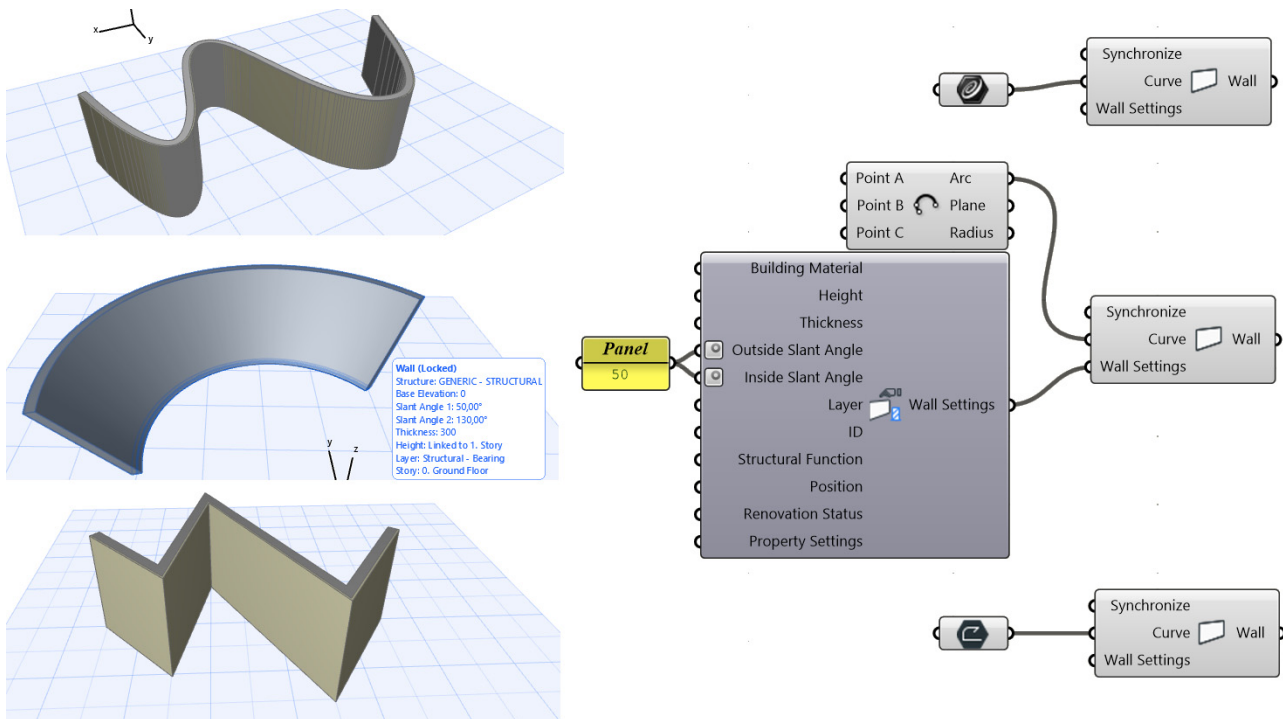 x
y
Wall (Locked)
Structure: GENERIC - STRUCTURAL
Base Elevation: 0
Slant Angle 1: 50,00°
Slant Angle 2: 130,00°
Thickness: 300
Height: Linked to 1. Story
Layer: Structural - Bearing
Story: 0. Ground Floor
y
z
Synchronize
Curve Wall
Wall Settings
Point A Arc
Point B Plane
Point C Radius
Building Material
Height
Thickness
Outside Slant Angle
Inside Slant Angle
Layer Wall Settings
ID
Structural Function
Position
Renovation Status
Property Settings
Panel
50
Synchronize
Curve Wall
Wall Settings
Synchronize
Curve Wall
Wall Settings